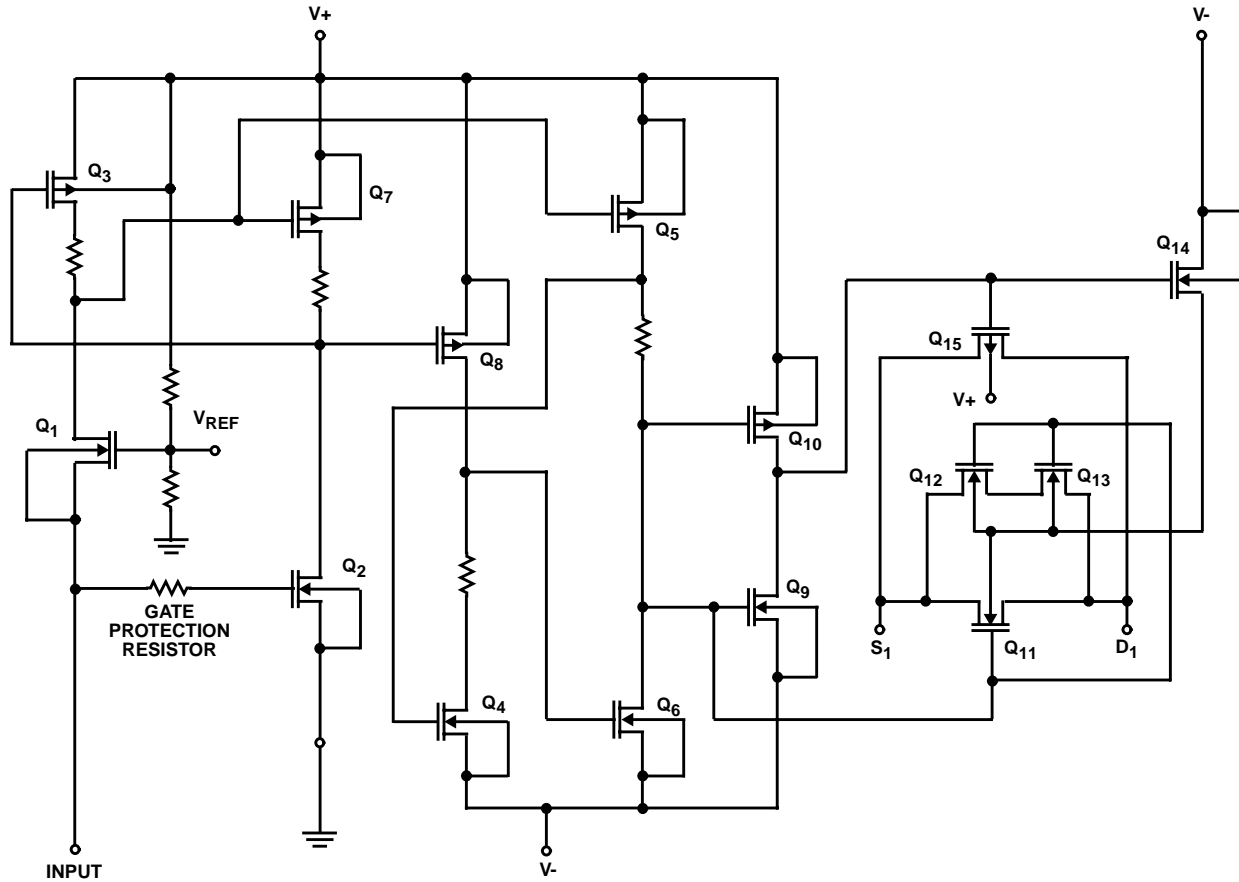 V+
V-
Q3
Q7
Q5
Q14
Q8
Q15
V+
Q1
VREF
Q10
Q12
Q13
Q2
Q9
GATE
PROTECTION
RESISTOR
S1
Q11
D1
Q4
Q6
INPUT
V-